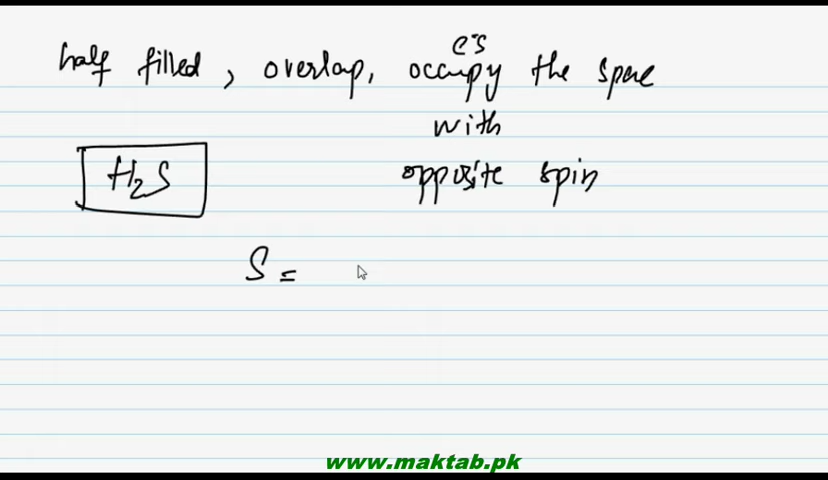 e's
half filled, overlap, occupy the space
with
H₂S
opposite spin
S =
www.maktab.pk